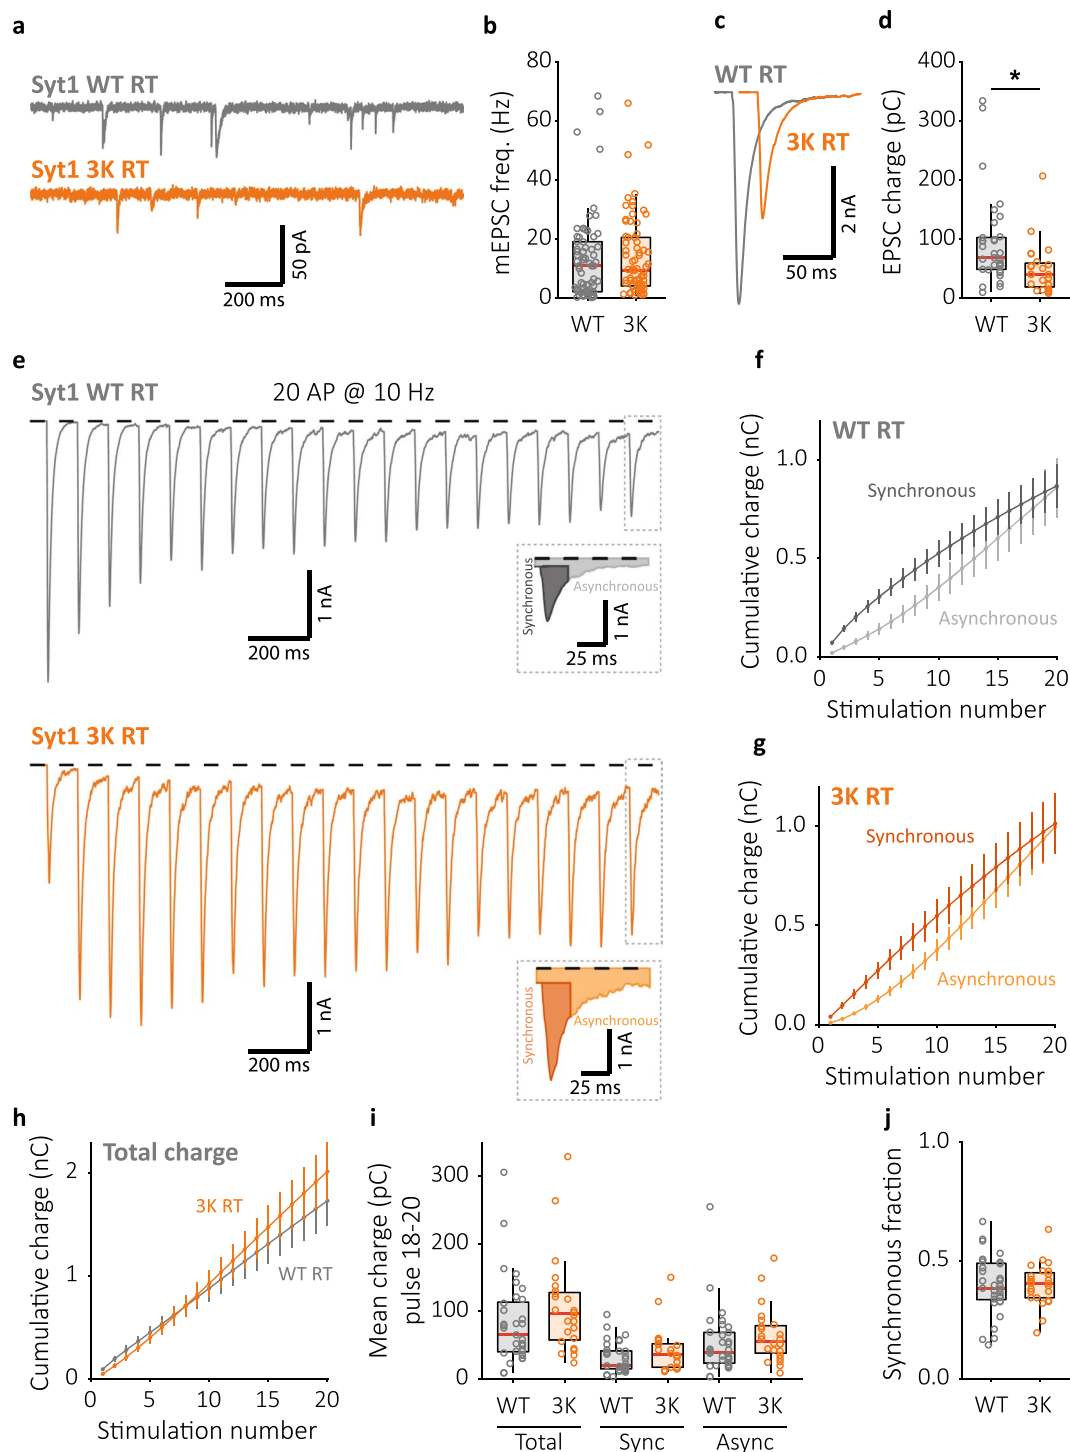 a
Syt1 WT RT
Syt1 3K RT
50 pA
200 ms
b
mEPSC freq. (Hz)
80
60
40
20
0
WT 3K
c
WT RT
3K RT
2 nA
50 ms
d
EPSC charge (pC)
400
300
200
100
0
*
WT 3K
e
Syt1 WT RT
20 AP @ 10 Hz
1 nA
200 ms
Synchronous
Asynchronous
1 nA
25 ms
Syt1 3K RT
1 nA
200 ms
Synchronous
Asynchronous
1 nA
25 ms
f
WT RT
Cumulative charge (nC)
1.0
0.5
0.0
Synchronous
Asynchronous
0 5 10 15 20
Stimulation number
g
3K RT
Cumulative charge (nC)
1.0
0.5
0.0
Synchronous
Asynchronous
0 5 10 15 20
Stimulation number
h
Total charge
Cumulative charge (nC)
2
1
0
3K RT
WT RT
0 5 10 15 20
Stimulation number
i
Mean charge (pC)
pulse 18-20
300
200
100
0
WT 3K WT 3K WT 3K
Total Sync Async
j
Synchronous fraction
1.0
0.5
0.0
WT 3K